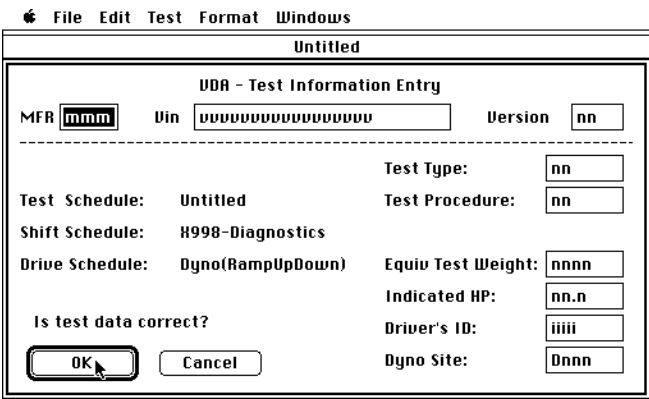 File Edit Test Format Windows
Untitled
VDA - Test Information Entry
MFR mmm Vin vvvvvvvvvvvvvvvvv Version nn
Test Type: nn
Test Schedule: Untitled Test Procedure: nn
Shift Schedule: X998-Diagnostics
Drive Schedule: Dyno(RampUpDown) Equiv Test Weight: nnnn
Indicated HP: nn.n
Is test data correct? Driver's ID: iiiii
OK Cancel Dyno Site: Dnnn